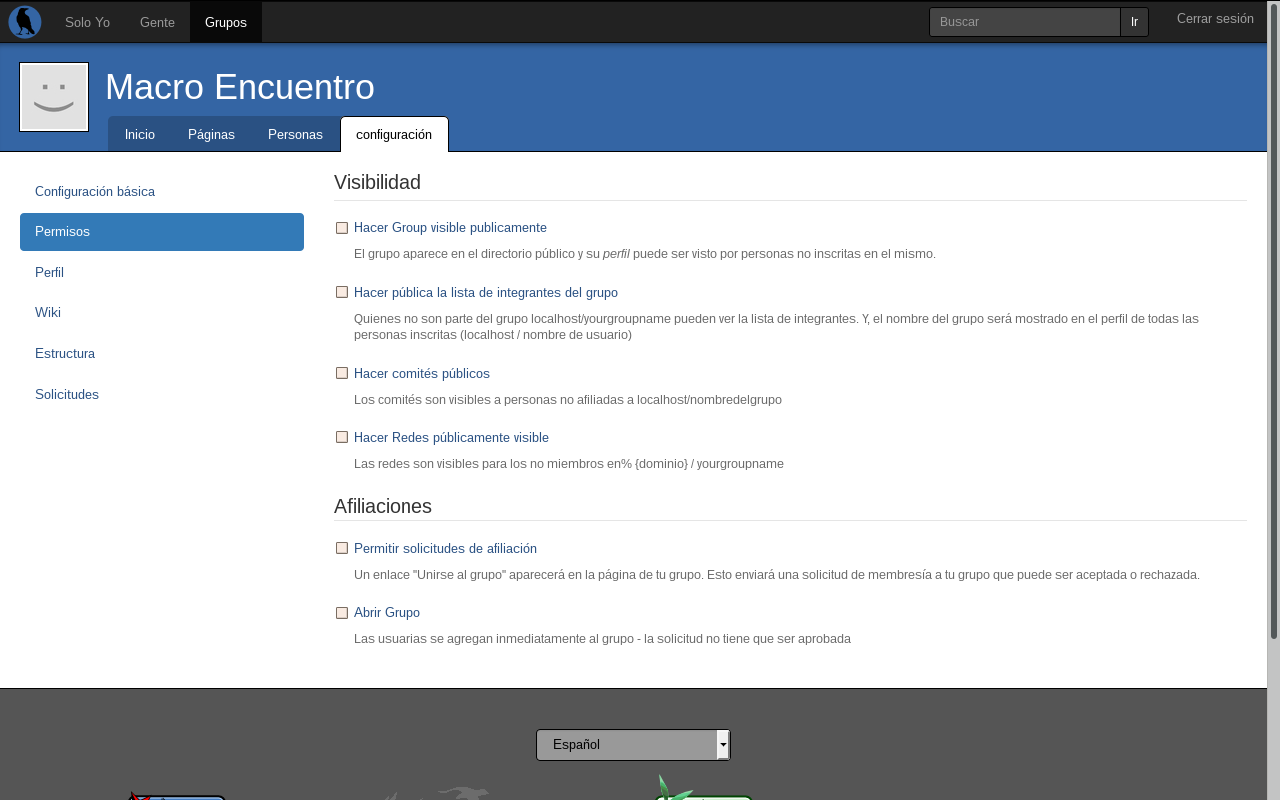 Solo Yo Gente Grupos Buscar Ir Cerrar sesión
Macro Encuentro
Inicio Páginas Personas configuración
Configuración básica
Permisos
Perfil
Wiki
Estructura
Solicitudes
Visibilidad
Hacer Group visible publicamente
El grupo aparece en el directorio público y su perfil puede ser visto por personas no inscritas en el mismo.
Hacer pública la lista de integrantes del grupo
Quienes no son parte del grupo localhost/yourgroupname pueden ver la lista de integrantes. Y, el nombre del grupo será mostrado en el perfil de todas las
personas inscritas (localhost / nombre de usuario)
Hacer comités públicos
Los comités son visibles a personas no afiliadas a localhost/nombredelgrupo
Hacer Redes públicamente visible
Las redes son visibles para los no miembros en% {dominio} / yourgroupname
Afiliaciones
Permitir solicitudes de afiliación
Un enlace "Unirse al grupo" aparecerá en la página de tu grupo. Esto enviará una solicitud de membresía a tu grupo que puede ser aceptada o rechazada.
Abrir Grupo
Las usuarias se agregan inmediatamente al grupo - la solicitud no tiene que ser aprobada
Español